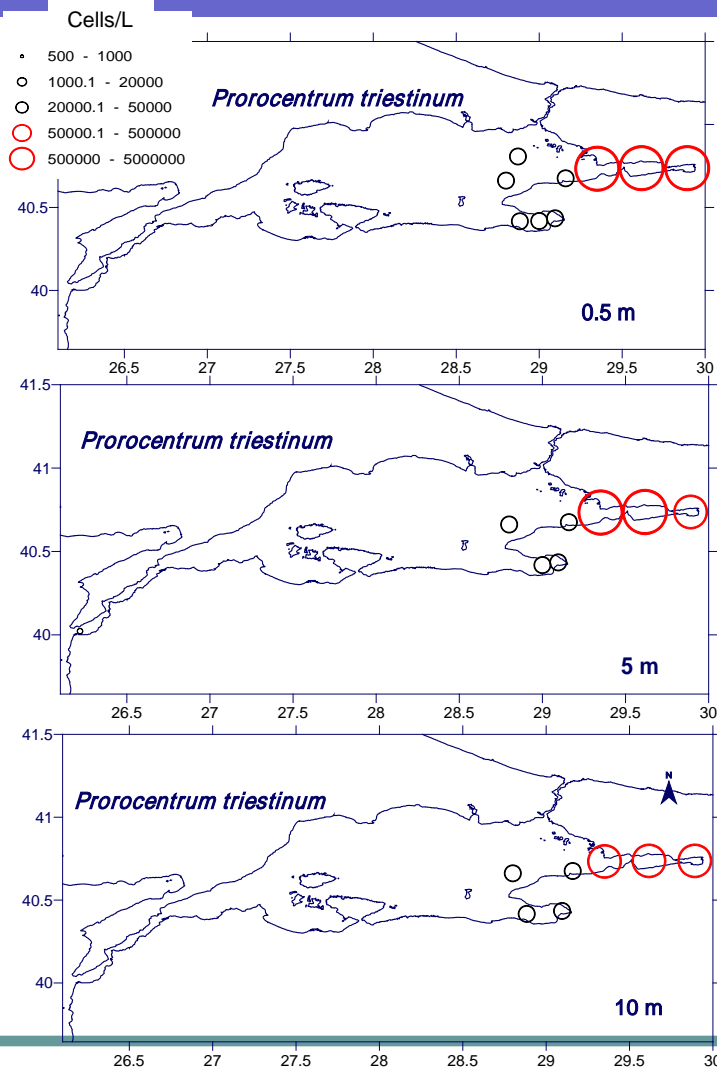 Cells/L
500 - 1000
1000.1 - 20000
20000.1 - 50000
50000.1 - 500000
500000 - 5000000
Prorocentrum triestinum
40.5
40
0.5 m
26.5 27 27.5 28 28.5 29 29.5 30
41.5
Prorocentrum triestinum
41
40.5
40
5 m
26.5 27 27.5 28 28.5 29 29.5 30
41.5
N
Prorocentrum triestinum
41
40.5
40
10 m
26.5 27 27.5 28 28.5 29 29.5 30